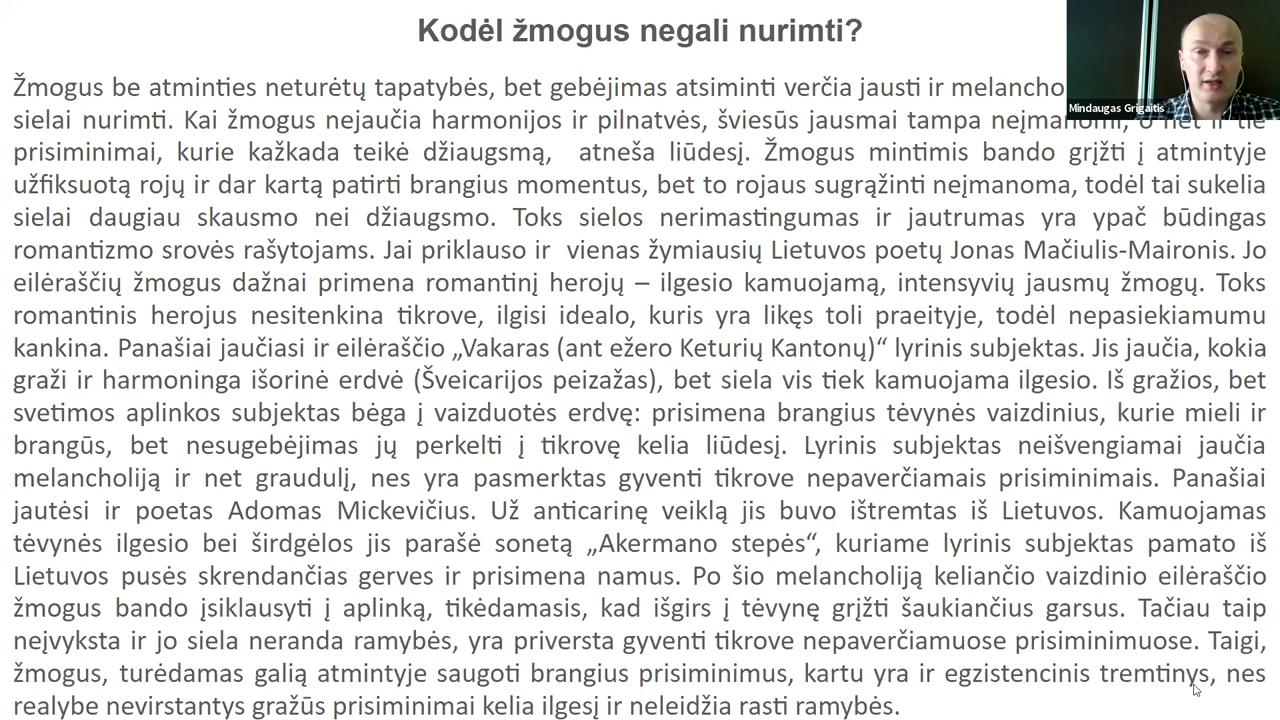 Kodėl žmogus negali nurimti?
Žmogus be atminties neturėtų tapatybės, bet gebėjimas atsiminti verčia jausti ir melancho
Mindaugas Grigaitis
sielai nurimti. Kai žmogus nejaučia harmonijos ir pilnatvės, šviesūs jausmai tampa neįmanomi, o net ir tie
prisiminimai, kurie kažkada teikė džiaugsmą, atneša liūdesį. Žmogus mintimis bando grįžti į atmintyje
užfiksuotą rojų ir dar kartą patirti brangius momentus, bet to rojaus sugrąžinti neįmanoma, todėl tai sukelia
sielai daugiau skausmo nei džiaugsmo. Toks sielos nerimastingumas ir jautrumas yra ypač būdingas
romantizmo srovės rašytojams. Jai priklauso ir vienas žymiausių Lietuvos poetų Jonas Mačiulis-Maironis. Jo
eilėraščių žmogus dažnai primena romantinį herojų – ilgesio kamuojamą, intensyvių jausmų žmogų. Toks
romantinis herojus nesitenkina tikrove, ilgisi idealo, kuris yra likęs toli praeityje, todėl nepasiekiamumu
kankina. Panašiai jaučiasi ir eilėraščio „Vakaras (ant ežero Keturių Kantonų)“ lyrinis subjektas. Jis jaučia, kokia
graži ir harmoninga išorinė erdvė (Šveicarijos peizažas), bet siela vis tiek kamuojama ilgesio. Iš gražios, bet
svetimos aplinkos subjektas bėga į vaizduotės erdvę: prisimena brangius tėvynės vaizdinius, kurie mieli ir
brangūs, bet nesugebėjimas jų perkelti į tikrovę kelia liūdesį. Lyrinis subjektas neišvengiamai jaučia
melancholiją ir net graudulį, nes yra pasmerktas gyventi tikrove nepaverčiamais prisiminimais. Panašiai
jautėsi ir poetas Adomas Mickevičius. Už anticarinę veiklą jis buvo ištremtas iš Lietuvos. Kamuojamas
tėvynės ilgesio bei širdgėlos jis parašė sonetą „Akermano stepės“, kuriame lyrinis subjektas pamato iš
Lietuvos pusės skrendančias gerves ir prisimena namus. Po šio melancholiją keliančio vaizdinio eilėraščio
žmogus bando įsiklausyti į aplinką, tikėdamasis, kad išgirs į tėvynę grįžti šaukiančius garsus. Tačiau taip
neįvyksta ir jo siela neranda ramybės, yra priversta gyventi tikrove nepaverčiamuose prisiminimuose. Taigi,
žmogus, turėdamas galią atmintyje saugoti brangius prisiminimus, kartu yra ir egzistencinis tremtinys, nes
realybe nevirstantys gražūs prisiminimai kelia ilgesį ir neleidžia rasti ramybės.